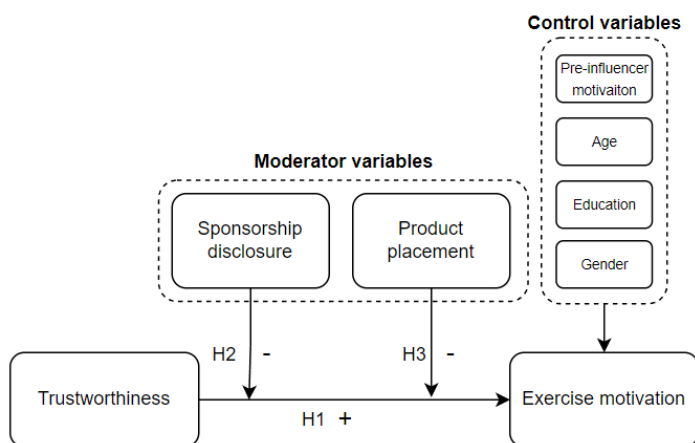 Control variables
Pre-influencer
motivaiton
Age
Education
Gender
Moderator variables
Sponsorship
disclosure
Product
placement
H2 -
H3 -
Trustworthiness
H1 +
Exercise motivation